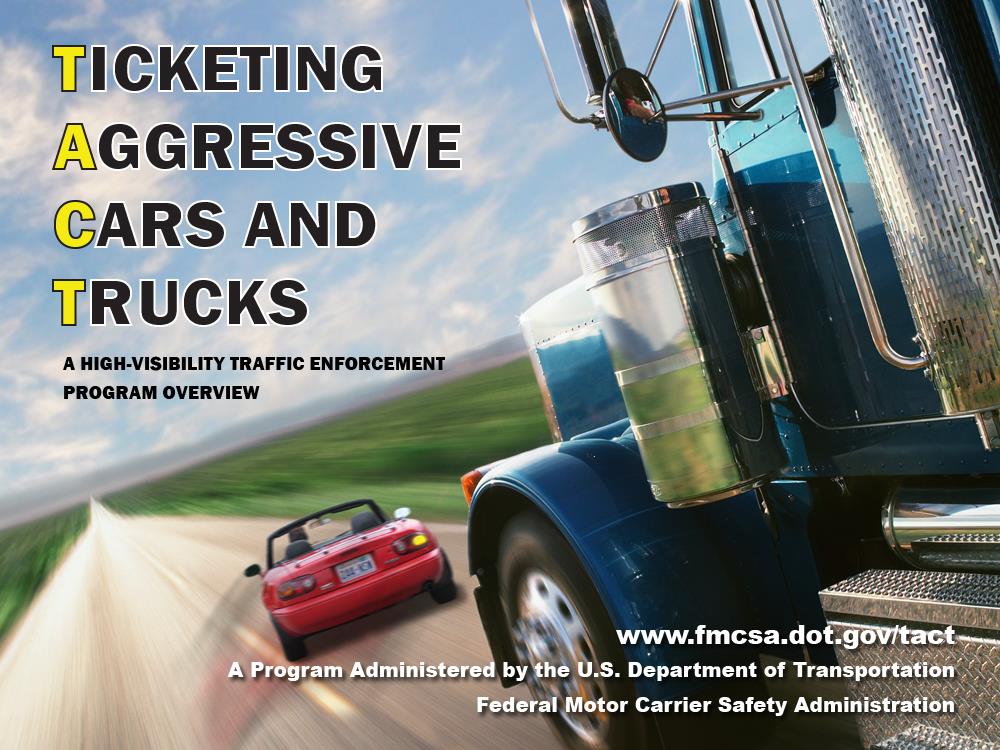 TICKETING
AGGRESSIVE
CARS AND
TRUCKS
A HIGH-VISIBILITY TRAFFIC ENFORCEMENT
PROGRAM OVERVIEW
www.fmcsa.dot.gov/tact
A Program Administered by the U.S. Department of Transportation
Federal Motor Carrier Safety Administration